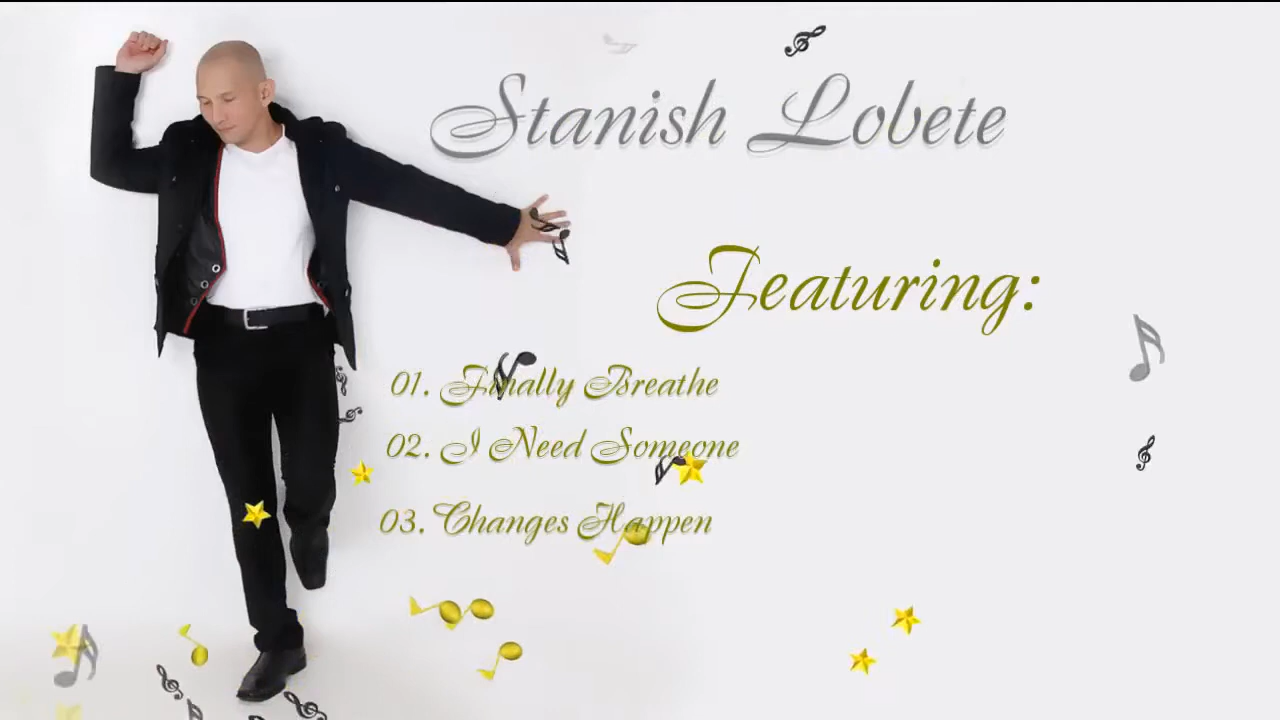 Stanish Lobete
Featuring:
01. Finally Breathe
02. I Need Someone
03. Changes Happen